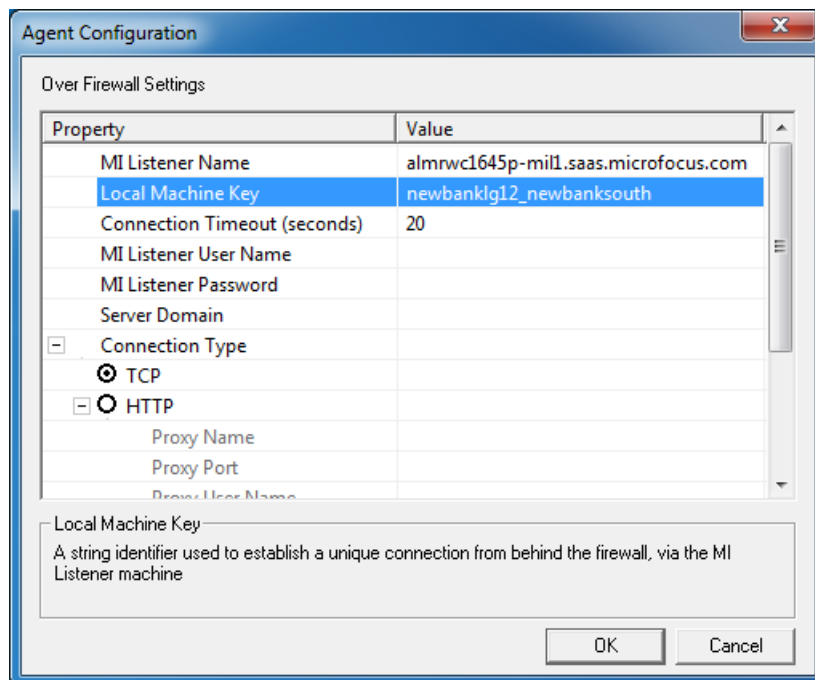 Agent Configuration
Over Firewall Settings
Property Value
MI Listener Name almrwc1645p-mil1.saas.microfocus.com
Local Machine Key newbanklg12_newbanksouth
Connection Timeout (seconds) 20
MI Listener User Name
MI Listener Password
Server Domain
Connection Type
TCP
HTTP
Proxy Name
Proxy Port
Proxy User Name
Local Machine Key
A string identifier used to establish a unique connection from behind the firewall, via the MI
Listener machine
OK Cancel